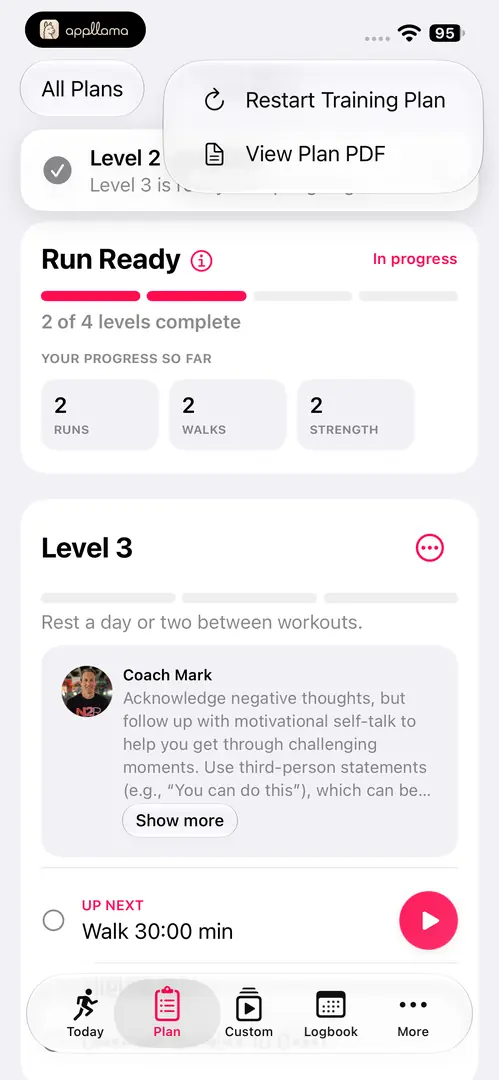 appllama
95
All Plans
Restart Training Plan
View Plan PDF
Level 2
Level 3 is
Run Ready
In progress
2 of 4 levels complete
YOUR PROGRESS SO FAR
2
RUNS
2
WALKS
2
STRENGTH
Level 3
Rest a day or two between workouts.
Coach Mark
Acknowledge negative thoughts, but
follow up with motivational self-talk to
help you get through challenging
moments. Use third-person statements
(e.g., “You can do this”), which can be...
Show more
UP NEXT
Walk 30:00 min
Today
Plan
Custom
Logbook
More